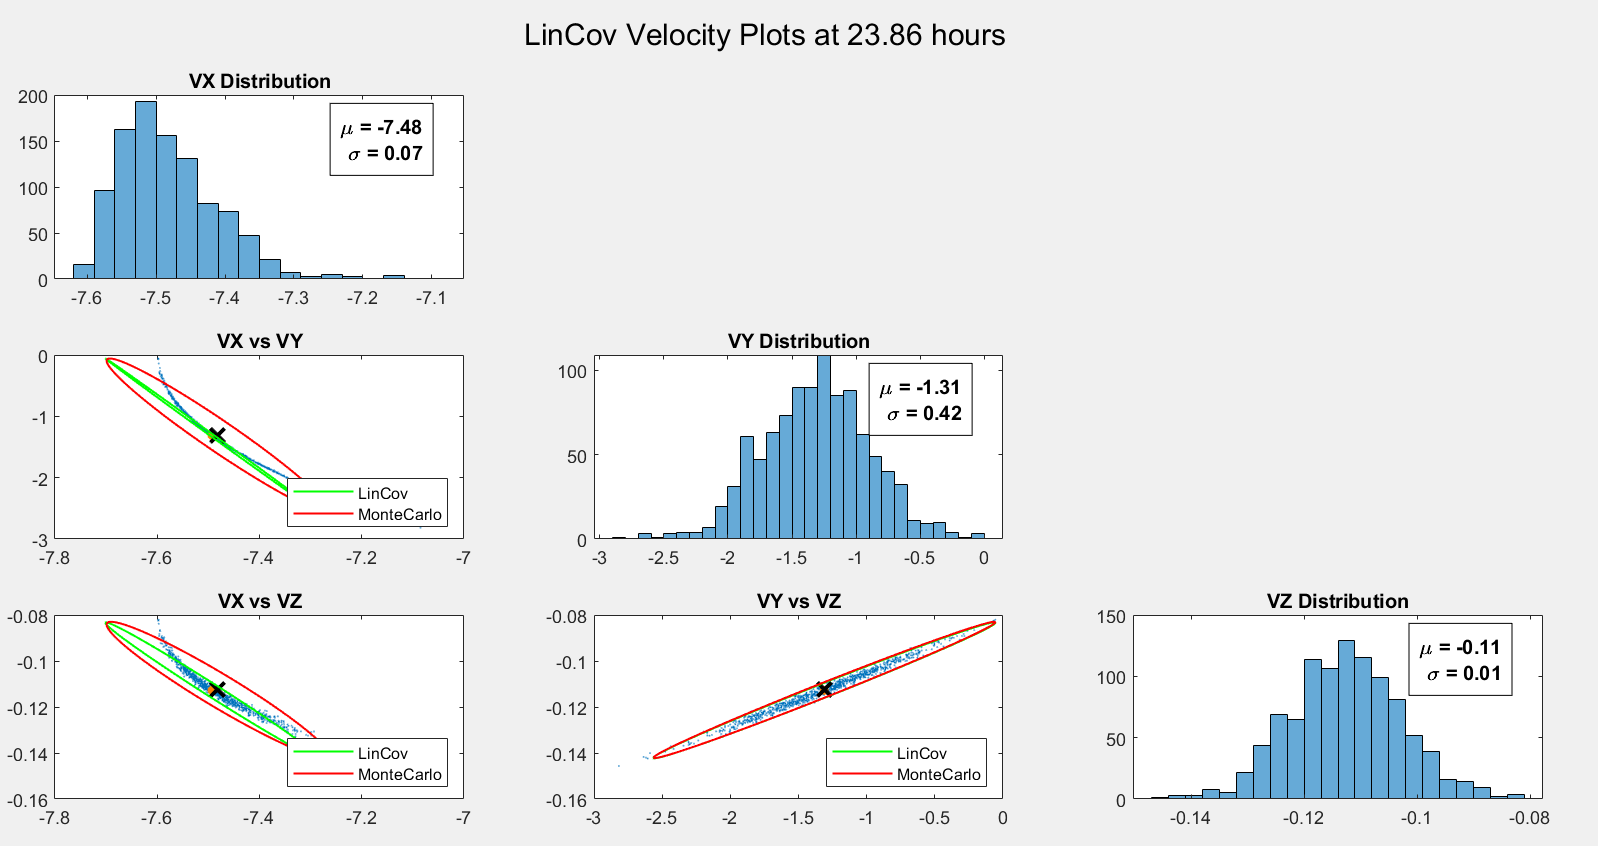 LinCov Velocity Plots at 23.86 hours
VX Distribution
200
150
100
50
0
μ = -7.48
σ = 0.07
-7.6 -7.5 -7.4 -7.3 -7.2 -7.1
VX vs VY
0
-1
-2
-3
LinCov
MonteCarlo
-7.8 -7.6 -7.4 -7.2 -7
VY Distribution
100
50
0
μ = -1.31
σ = 0.42
-3 -2.5 -2 -1.5 -1 -0.5 0
VX vs VZ
-0.08
-0.1
-0.12
-0.14
-0.16
LinCov
MonteCarlo
-7.8 -7.6 -7.4 -7.2 -7
VY vs VZ
-0.08
-0.1
-0.12
-0.14
-0.16
LinCov
MonteCarlo
-3 -2.5 -2 -1.5 -1 -0.5 0
VZ Distribution
150
100
50
0
μ = -0.11
σ = 0.01
-0.14 -0.12 -0.1 -0.08